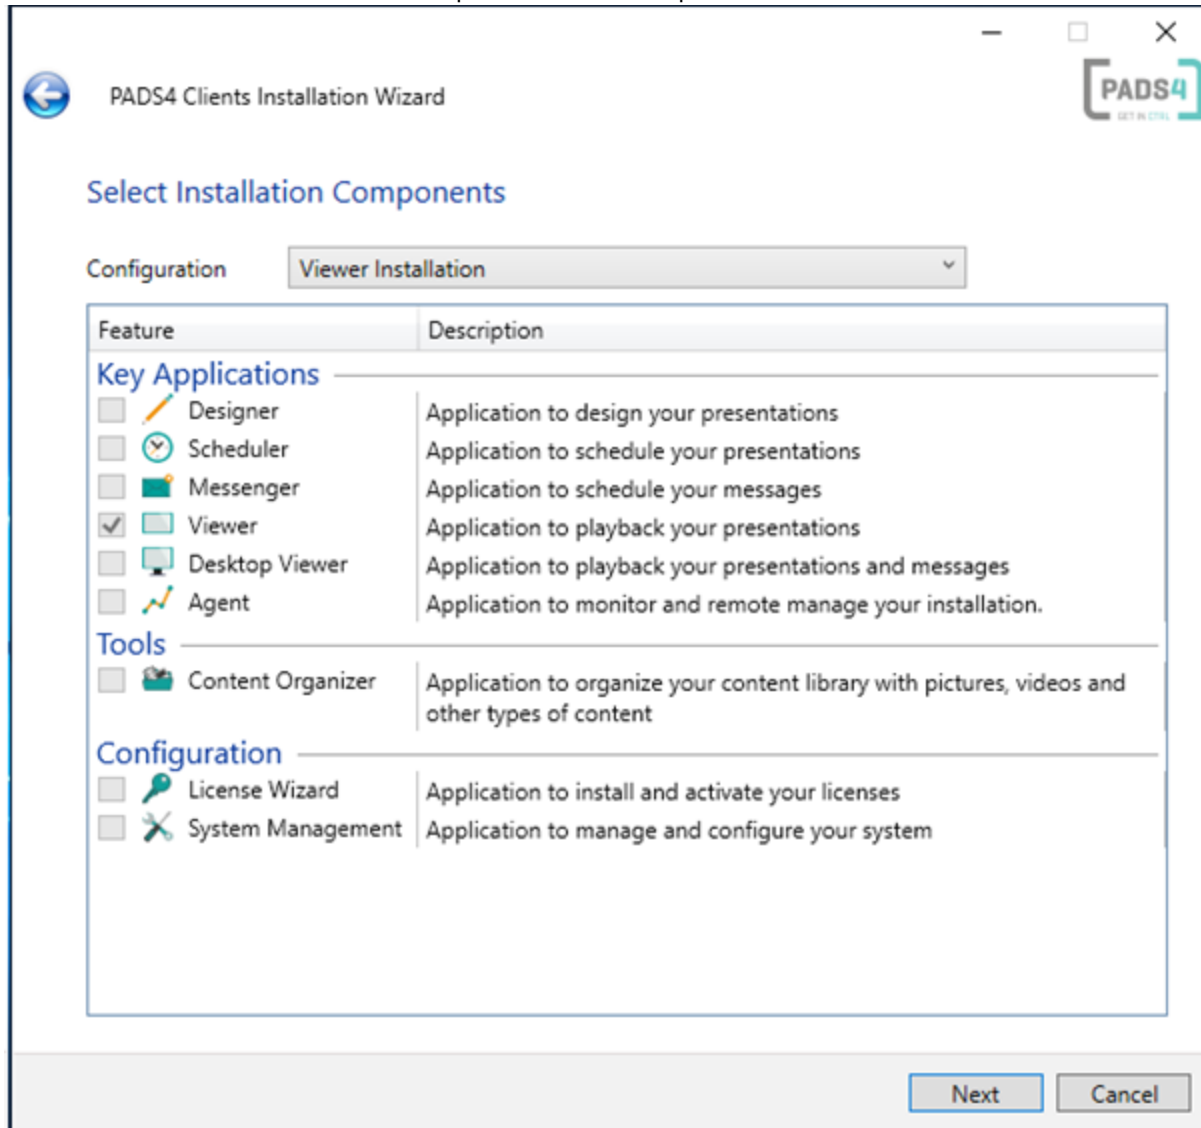 PADS4 Clients Installation Wizard
PADS4
GET IN CTRL
Select Installation Components
Configuration Viewer Installation
Feature Description
Key Applications
Designer Application to design your presentations
Scheduler Application to schedule your presentations
Messenger Application to schedule your messages
Viewer Application to playback your presentations
Desktop Viewer Application to playback your presentations and messages
Agent Application to monitor and remote manage your installation.
Tools
Content Organizer Application to organize your content library with pictures, videos and
other types of content
Configuration
License Wizard Application to install and activate your licenses
System Management Application to manage and configure your system
Next Cancel